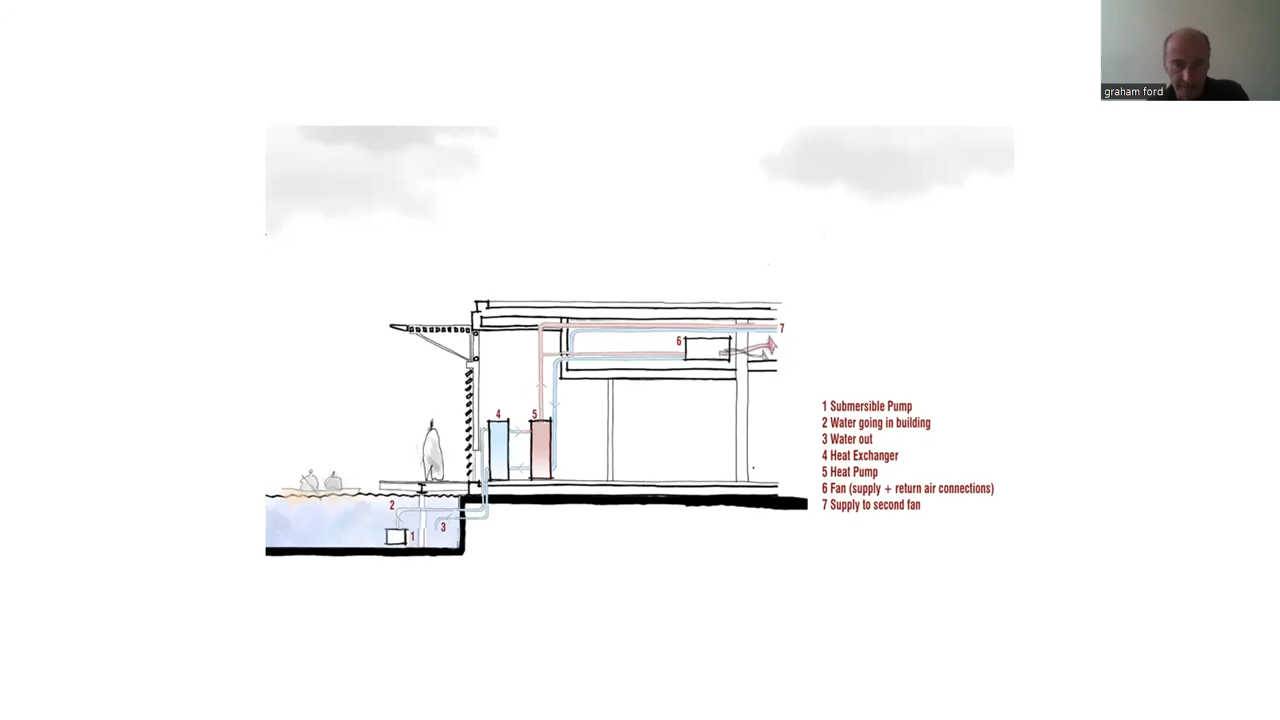 graham ford
7
6
4
5
2
3
1
1 Submersible Pump
2 Water going in building
3 Water out
4 Heat Exchanger
5 Heat Pump
6 Fan (supply + return air connections)
7 Supply to second fan